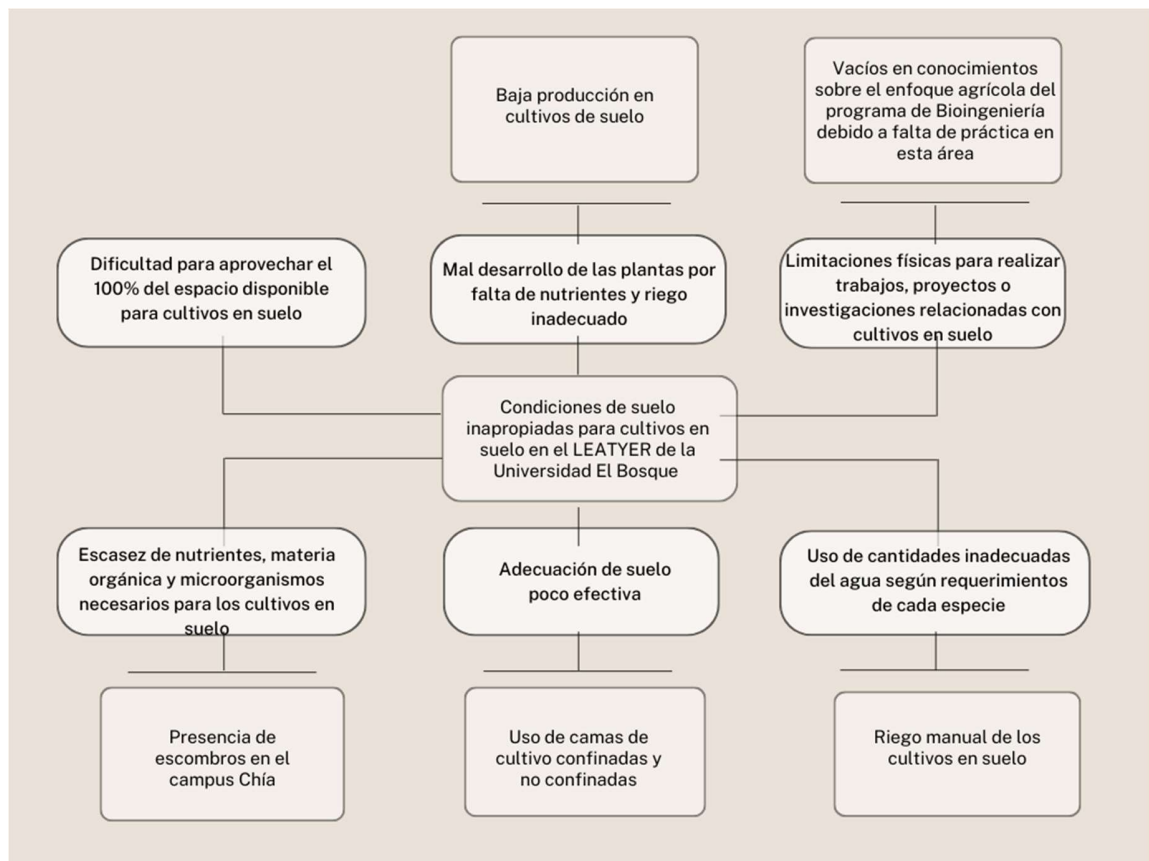 Baja producción en
cultivos de suelo
Vacíos en conocimientos
sobre el enfoque agrícola del
programa de Bioingeniería
debido a falta de práctica en
esta área
Dificultad para aprovechar el
100% del espacio disponible
para cultivos en suelo
Mal desarrollo de las plantas por
falta de nutrientes y riego
inadecuado
Limitaciones físicas para realizar
trabajos, proyectos o
investigaciones relacionadas con
cultivos en suelo
Condiciones de suelo
inapropiadas para cultivos en
suelo en el LEATYER de la
Universidad El Bosque
Escasez de nutrientes, materia
orgánica y microorganismos
necesarios para los cultivos en
suelo
Adecuación de suelo
poco efectiva
Uso de cantidades inadecuadas
del agua según requerimientos
de cada especie
Presencia de
escombros en el
campus Chía
Uso de camas de
cultivo confinadas y
no confinadas
Riego manual de los
cultivos en suelo